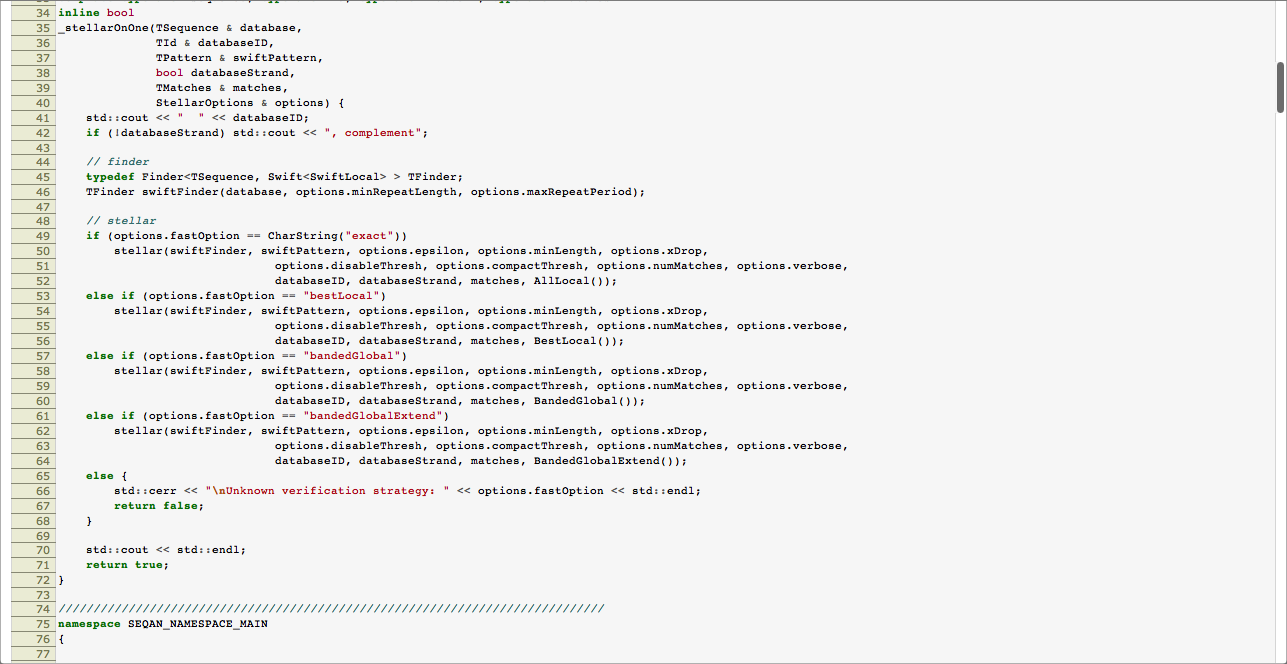 34 inline bool
35 _stellarOnOne(TSequence & database,
36               TId & databaseID,
37               TPattern & swiftPattern,
38               bool databaseStrand,
39               TMatches & matches,
40               StellarOptions & options) {
41     std::cout << "  " << databaseID;
42     if (!databaseStrand) std::cout << ", complement";
43
44     // finder
45     typedef Finder<TSequence, Swift<SwiftLocal> > TFinder;
46     TFinder swiftFinder(database, options.minRepeatLength, options.maxRepeatPeriod);
47
48     // stellar
49     if (options.fastOption == CharString("exact"))
50         stellar(swiftFinder, swiftPattern, options.epsilon, options.minLength, options.xDrop,
51                                options.disableThresh, options.compactThresh, options.numMatches, options.verbose,
52                                databaseID, databaseStrand, matches, AllLocal());
53     else if (options.fastOption == "bestLocal")
54         stellar(swiftFinder, swiftPattern, options.epsilon, options.minLength, options.xDrop,
55                                options.disableThresh, options.compactThresh, options.numMatches, options.verbose,
56                                databaseID, databaseStrand, matches, BestLocal());
57     else if (options.fastOption == "bandedGlobal")
58         stellar(swiftFinder, swiftPattern, options.epsilon, options.minLength, options.xDrop,
59                                options.disableThresh, options.compactThresh, options.numMatches, options.verbose,
60                                databaseID, databaseStrand, matches, BandedGlobal());
61     else if (options.fastOption == "bandedGlobalExtend")
62         stellar(swiftFinder, swiftPattern, options.epsilon, options.minLength, options.xDrop,
63                                options.disableThresh, options.compactThresh, options.numMatches, options.verbose,
64                                databaseID, databaseStrand, matches, BandedGlobalExtend());
65     else {
66         std::cerr << "\nUnknown verification strategy: " << options.fastOption << std::endl;
67         return false;
68     }
69
70     std::cout << std::endl;
71     return true;
72 }
73
74 //////////////////////////////////////////////////////////////////////////////
75 namespace SEQAN_NAMESPACE_MAIN
76 {
77